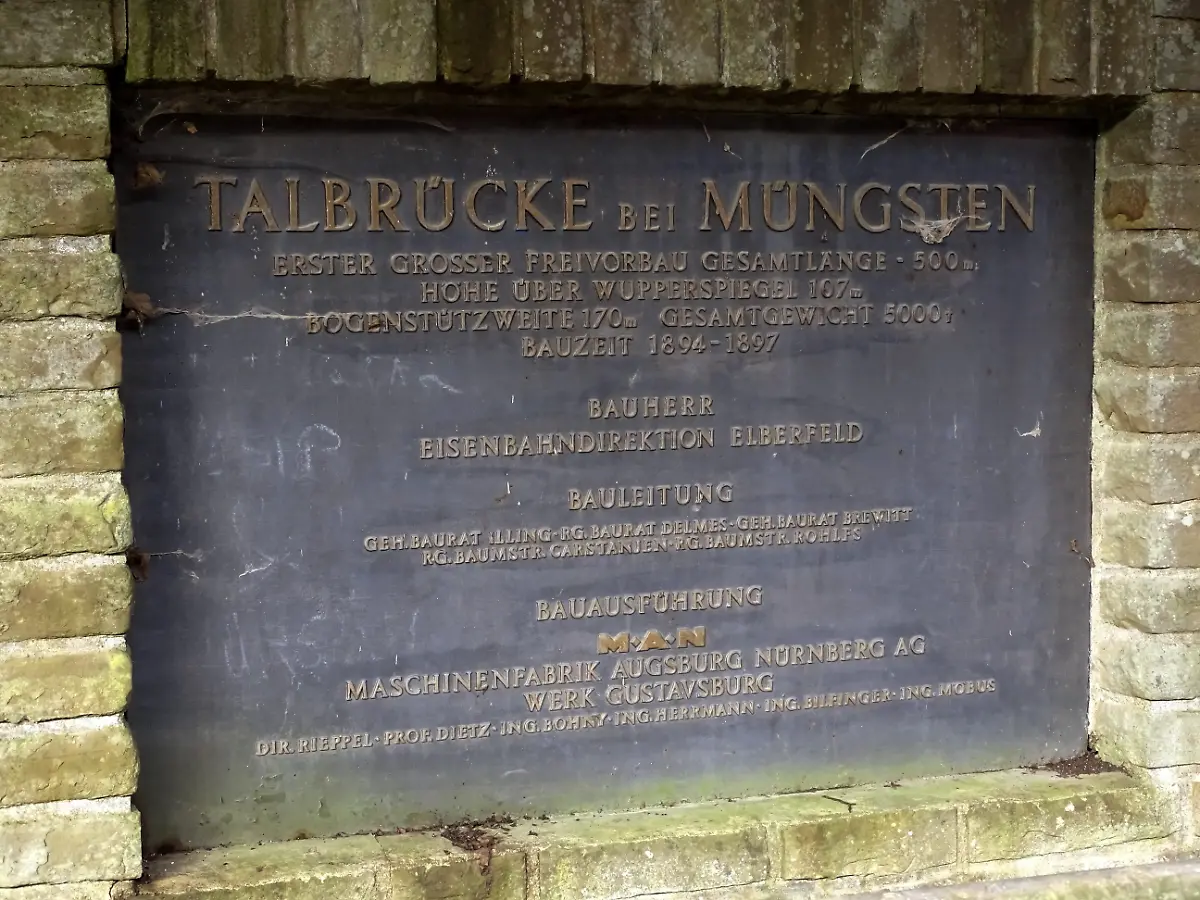 TALBRÜCKE BEI MÜNGSTEN
ERSTER GROSSER FREIVORBAU GESAMTLÄNGE · 500m
HÖHE ÜBER WUPPERSPIEGEL 107m
BOGENSTÜTZWEITE 170m GESAMTGEWICHT 5000t
BAUZEIT 1894-1897
BAUHERR
EISENBAHNDIREKTION ELBERFELD
BAULEITUNG
GEH. BAURAT ILLING · RG. BAURAT DELMES · GEH. BAURAT BREWITT
RG. BAUMSTR. CARSTANJEN · RG. BAUMSTR. ROHLFS
BAUAUSFÜHRUNG
M·A·N
MASCHINENFABRIK AUGSBURG NÜRNBERG AG
WERK GUSTAVSBURG
DIR. RIEPPEL · PROF. DIETZ · ING. BOHNY · ING. HERRMANN · ING. BILFINGER · ING. MÖBUS